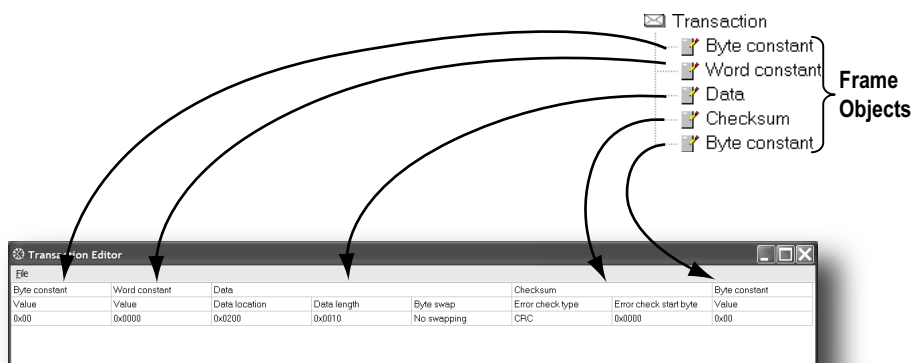 Transaction
Byte constant
Word constant
Data
Checksum
Byte constant
Frame
Objects
Transaction Editor
File
Byte constant Word constant Data Checksum Byte constant
Value Value Data location Data length Byte swap Error check type Error check start byte Value
0x00 0x0000 0x0200 0x0010 No swapping CRC 0x0000 0x00